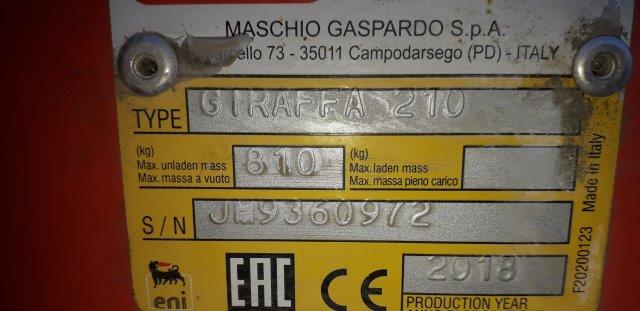 MASCHIO GASPARDO S.p.A.
73 - 35011 Campodarsego (PD) - ITALY
TYPE GIRAFFA 210
(kg)
Max. unladen mass
Max. massa a vuoto
810
(kg)
Max. laden mass
Max. massa pieno carico
S / N JM9360972
eni
EAC
CE
2018
PRODUCTION YEAR
F20200123 Made in Italy